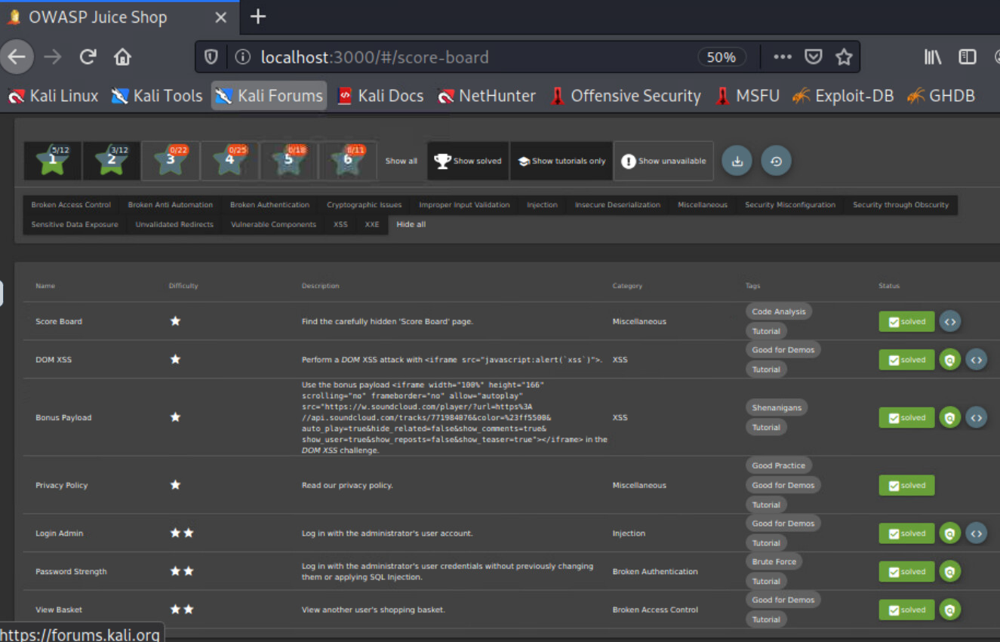 OWASP Juice Shop
localhost:3000/#/score-board 50%
Kali Linux Kali Tools Kali Forums Kali Docs NetHunter Offensive Security MSFU Exploit-DB GHDB
5/12 3/12 0/22 0/25 0/18 0/11
1 2 3 4 5 6 Show all Show solved Show tutorials only Show unavailable
Broken Access Control Broken Anti Automation Broken Authentication Cryptographic Issues Improper Input Validation Injection Insecure Deserialization Miscellaneous Security Misconfiguration Security through Obscurity
Sensitive Data Exposure Unvalidated Redirects Vulnerable Components XSS XXE Hide all
Name Difficulty Description Category Tags Status
Score Board Find the carefully hidden 'Score Board' page. Miscellaneous Code Analysis solved
Tutorial
DOM XSS Perform a DOM XSS attack with <iframe src="javascript:alert(`xss`)">. XSS Good for Demos solved
Tutorial
Use the bonus payload <iframe width="100%" height="166"
scrolling="no" frameborder="no" allow="autoplay"
src="https://w.soundcloud.com/player/?url=https%3A
Bonus Payload //api.soundcloud.com/tracks/771984076&color=%23ff5500& XSS Shenanigans solved
auto_play=true&hide_related=false&show_comments=true& Tutorial
show_user=true&show_reposts=false&show_teaser=true"></iframe> in the
DOM XSS challenge.
Good Practice
Privacy Policy Read our privacy policy. Miscellaneous Good for Demos solved
Tutorial
Login Admin Log in with the administrator's user account. Injection Good for Demos solved
Tutorial
Password Strength Log in with the administrator's user credentials without previously changing Broken Authentication Brute Force solved
them or applying SQL Injection. Tutorial
View Basket View another user's shopping basket. Broken Access Control Good for Demos solved
Tutorial
https://forums.kali.org